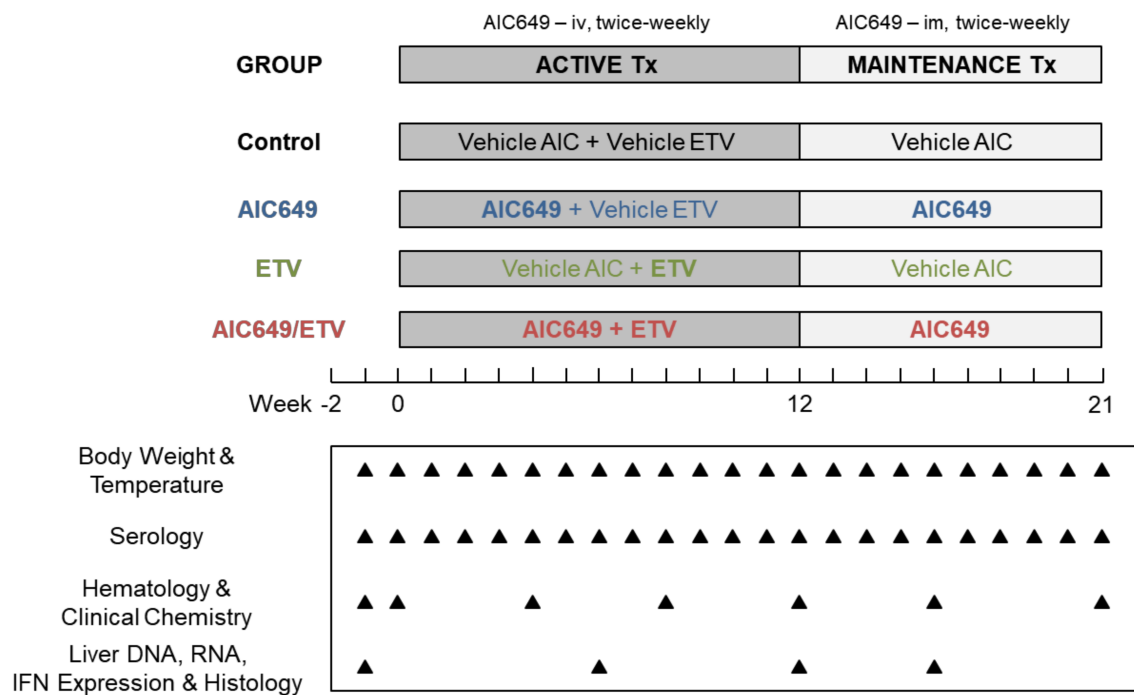 AIC649 – iv, twice-weekly
AIC649 – im, twice-weekly
GROUP
ACTIVE Tx
MAINTENANCE Tx
Control
Vehicle AIC + Vehicle ETV
Vehicle AIC
AIC649
AIC649 + Vehicle ETV
AIC649
ETV
Vehicle AIC + ETV
Vehicle AIC
AIC649/ETV
AIC649 + ETV
AIC649
Week -2
0
12
21
Body Weight &
Temperature
Serology
Hematology &
Clinical Chemistry
Liver DNA, RNA,
IFN Expression & Histology